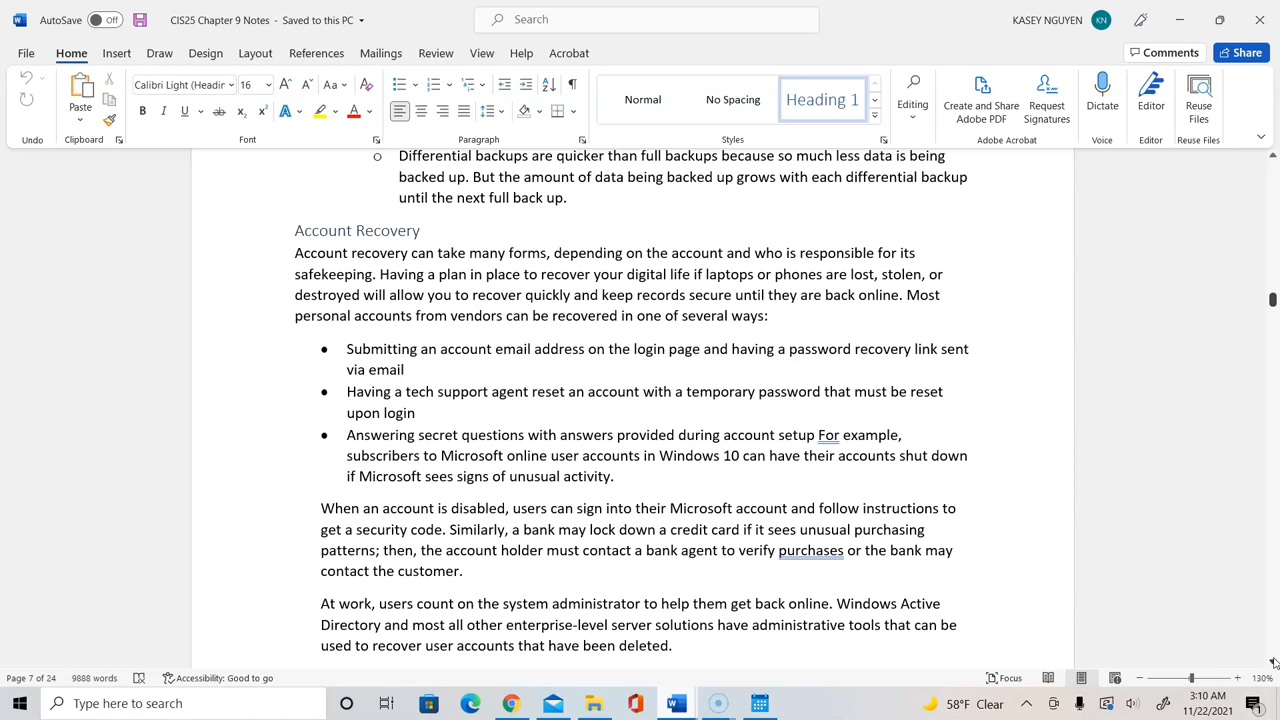 AutoSave Off CIS25 Chapter 9 Notes - Saved to this PC Search KASEY NGUYEN KN
File Home Insert Draw Design Layout References Mailings Review View Help Acrobat Comments Share
Calibri Light (Headir 16 Aa A
Paste B I U ab x₂ x² A A Normal No Spacing Heading 1 Editing Create and Share Adobe PDF Request Signatures Dictate Editor Reuse Files
Undo Clipboard Font Paragraph Styles Adobe Acrobat Voice Editor Reuse Files
o Differential backups are quicker than full backups because so much less data is being
backed up. But the amount of data being backed up grows with each differential backup
until the next full back up.
Account Recovery
Account recovery can take many forms, depending on the account and who is responsible for its
safekeeping. Having a plan in place to recover your digital life if laptops or phones are lost, stolen, or
destroyed will allow you to recover quickly and keep records secure until they are back online. Most
personal accounts from vendors can be recovered in one of several ways:
• Submitting an account email address on the login page and having a password recovery link sent
via email
• Having a tech support agent reset an account with a temporary password that must be reset
upon login
• Answering secret questions with answers provided during account setup For example,
subscribers to Microsoft online user accounts in Windows 10 can have their accounts shut down
if Microsoft sees signs of unusual activity.
When an account is disabled, users can sign into their Microsoft account and follow instructions to
get a security code. Similarly, a bank may lock down a credit card if it sees unusual purchasing
patterns; then, the account holder must contact a bank agent to verify purchases or the bank may
contact the customer.
At work, users count on the system administrator to help them get back online. Windows Active
Directory and most all other enterprise-level server solutions have administrative tools that can be
used to recover user accounts that have been deleted.
Page 7 of 24 9888 words Accessibility: Good to go Focus 130%
Type here to search 58°F Clear 3:10 AM
11/22/2021 1